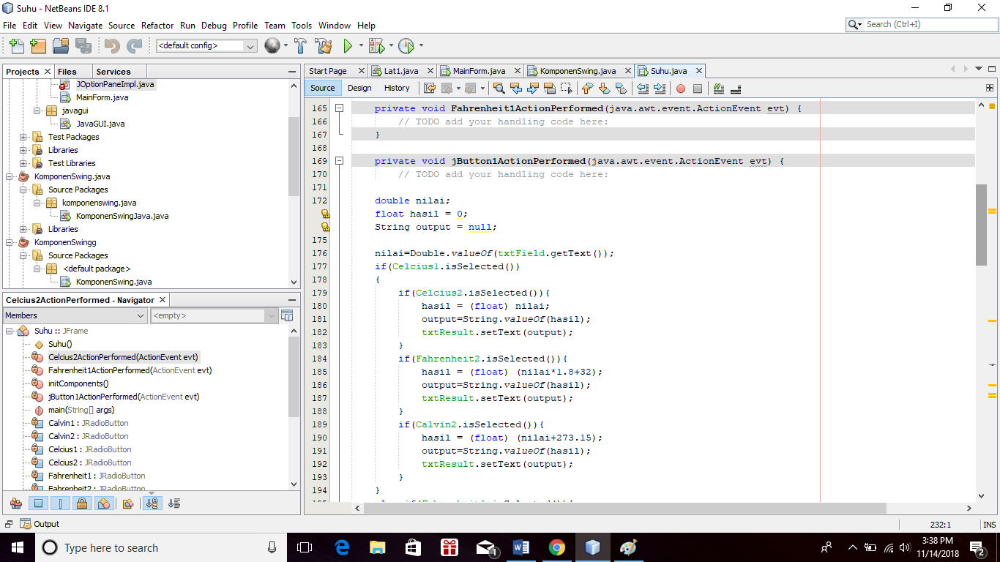 Suhu - NetBeans IDE 8.1
File Edit View Navigate Source Refactor Run Debug Profile Team Tools Window Help
Search (Ctrl+I)
<default config>
Projects Files Services
JOptionPaneImpl.java
MainForm.java
javagui
JavaGUI.java
Test Packages
Libraries
Test Libraries
KomponenSwing.java
Source Packages
komponenswing.java
KomponenSwingJava.java
Libraries
KomponenSwingg
Source Packages
<default package>
KomponenSwing.java
Celcius2ActionPerformed - Navigator
Members <empty>
Suhu :: JFrame
Suhu()
Celcius2ActionPerformed(ActionEvent evt)
Fahrenheit1ActionPerformed(ActionEvent evt)
initComponents()
jButton1ActionPerformed(ActionEvent evt)
main(String[] args)
Calvin1 : JRadioButton
Calvin2 : JRadioButton
Celcius1 : JRadioButton
Celcius2 : JRadioButton
Fahrenheit1 : JRadioButton
Fahrenheit2 : JRadioButton
Start Page Lat1.java MainForm.java KomponenSwing.java Suhu.java
Source Design History
165 private void Fahrenheit1ActionPerformed(java.awt.event.ActionEvent evt) {
166 // TODO add your handling code here:
167 }
168
169 private void jButton1ActionPerformed(java.awt.event.ActionEvent evt) {
170 // TODO add your handling code here:
171
172 double nilai;
float hasil = 0;
String output = null;
175
176 nilai=Double.valueOf(txtField.getText());
177 if(Celcius1.isSelected())
178 {
179 if(Celcius2.isSelected()){
180 hasil = (float) nilai;
181 output=String.valueOf(hasil);
182 txtResult.setText(output);
183 }
184 if(Fahrenheit2.isSelected()){
185 hasil = (float) (nilai*1.8+32);
186 output=String.valueOf(hasil);
187 txtResult.setText(output);
188 }
189 if(Calvin2.isSelected()){
190 hasil = (float) (nilai+273.15);
191 output=String.valueOf(hasil);
192 txtResult.setText(output);
193 }
194 }
Output
232:1 INS
Type here to search
1
3:38 PM
11/14/2018
2